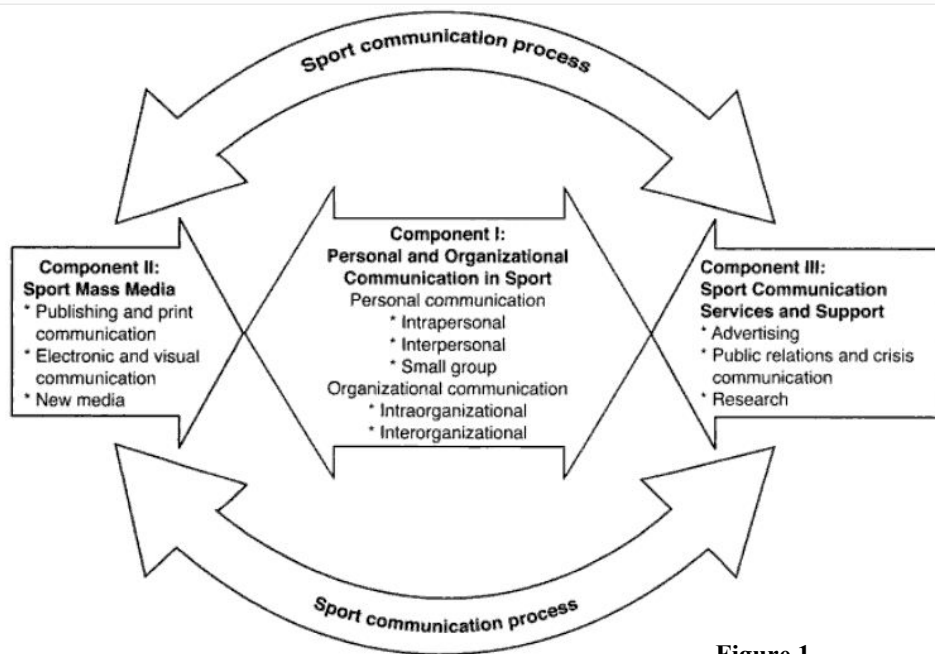 Sport communication process
Component II:
Sport Mass Media
* Publishing and print
communication
* Electronic and visual
communication
* New media
Component I:
Personal and Organizational
Communication in Sport
Personal communication
* Intrapersonal
* Interpersonal
* Small group
Organizational communication
* Intraorganizational
* Interorganizational
Component III:
Sport Communication
Services and Support
* Advertising
* Public relations and crisis
communication
* Research
Sport communication process
Figure 1